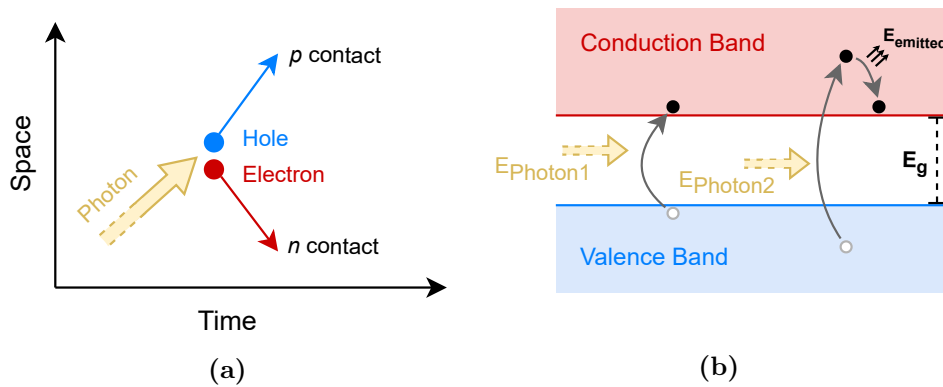 Space
Photon
p contact
Hole
Electron
n contact
Time
(a)
Conduction Band
E_emitted
E_Photon1
E_Photon2
E_g
Valence Band
(b)